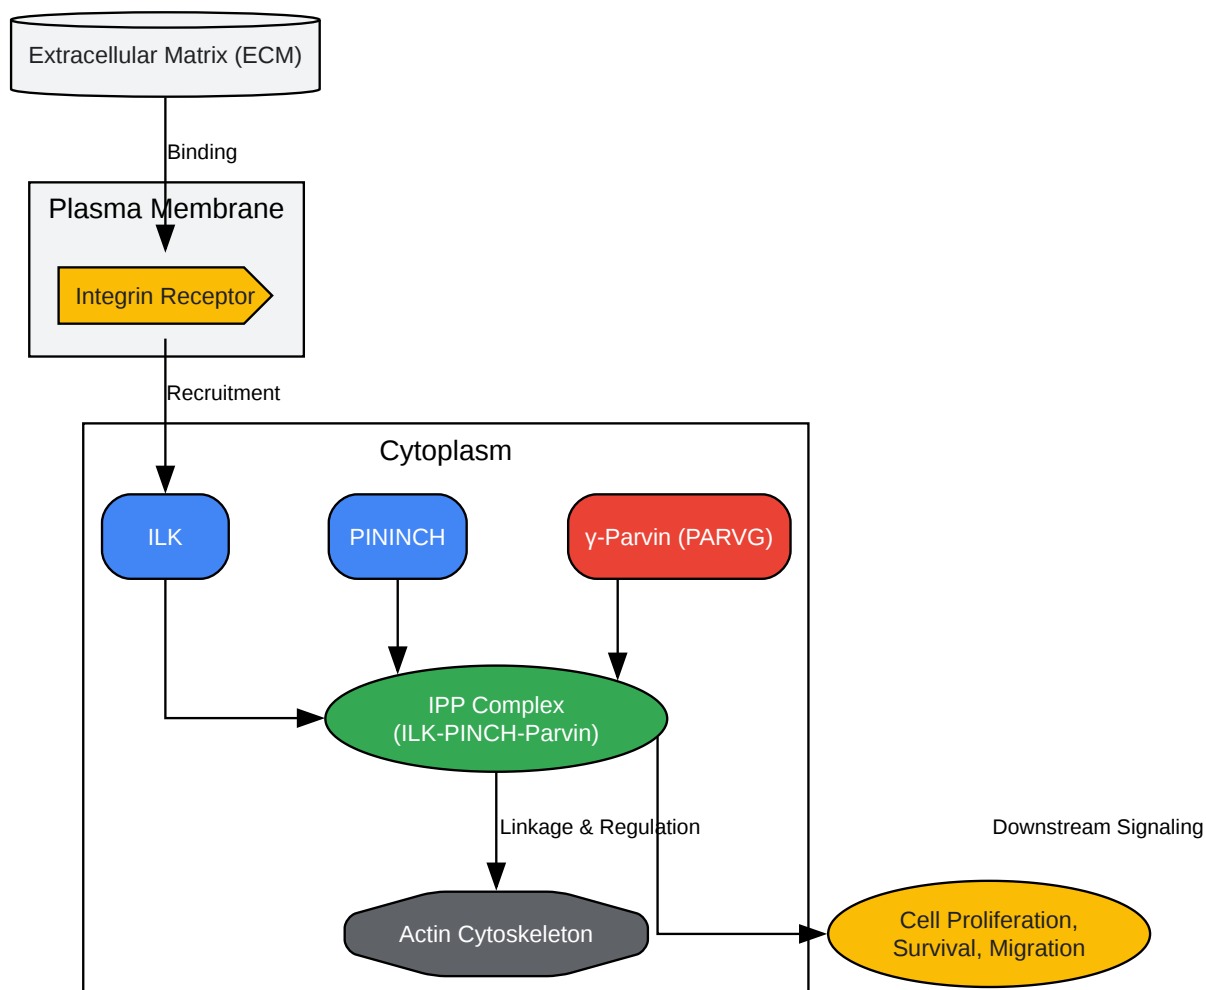 Extracellular Matrix (ECM)
Binding
Plasma Membrane
Integrin Receptor
Recruitment
Cytoplasm
ILK
PININCH
γ-Parvin (PARVG)
IPP Complex
(ILK-PINCH-Parvin)
Linkage & Regulation
Downstream Signaling
Actin Cytoskeleton
Cell Proliferation,
Survival, Migration